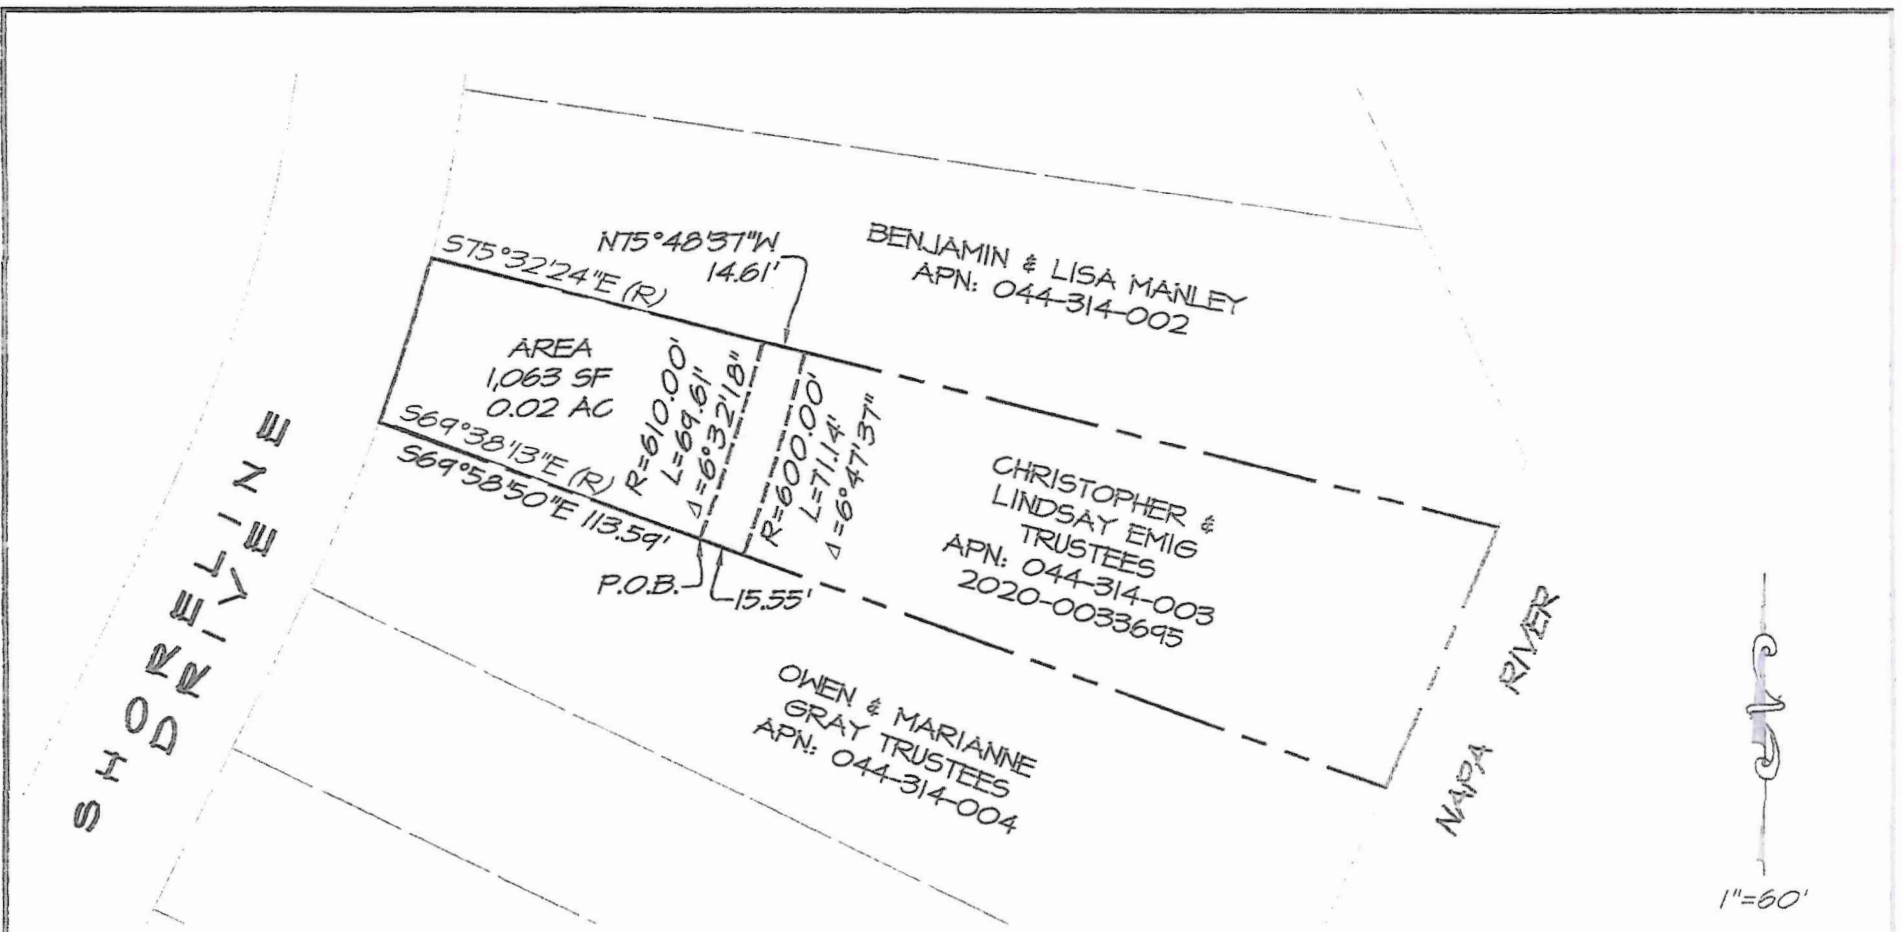 N75°48'37"W
14.61'
BENJAMIN & LISA MANLEY
APN: 044-314-002
S75°32'24"E (R)
AREA
1,063 SF
0.02 AC
R=610.00'
L=69.61'
Δ=6°32'18"
R=600.00'
L=71.14'
Δ=6°47'37"
S69°38'13"E (R)
S69°58'50"E 113.59'
P.O.B.
15.55'
CHRISTOPHER &
LINDSAY EMIG
TRUSTEES
APN: 044-314-003
2020-0033695
OWEN & MARIANNE
GRAY TRUSTEES
APN: 044-314-004
SHORELINE
DRIVE
NAPA RIVER
1"=60'